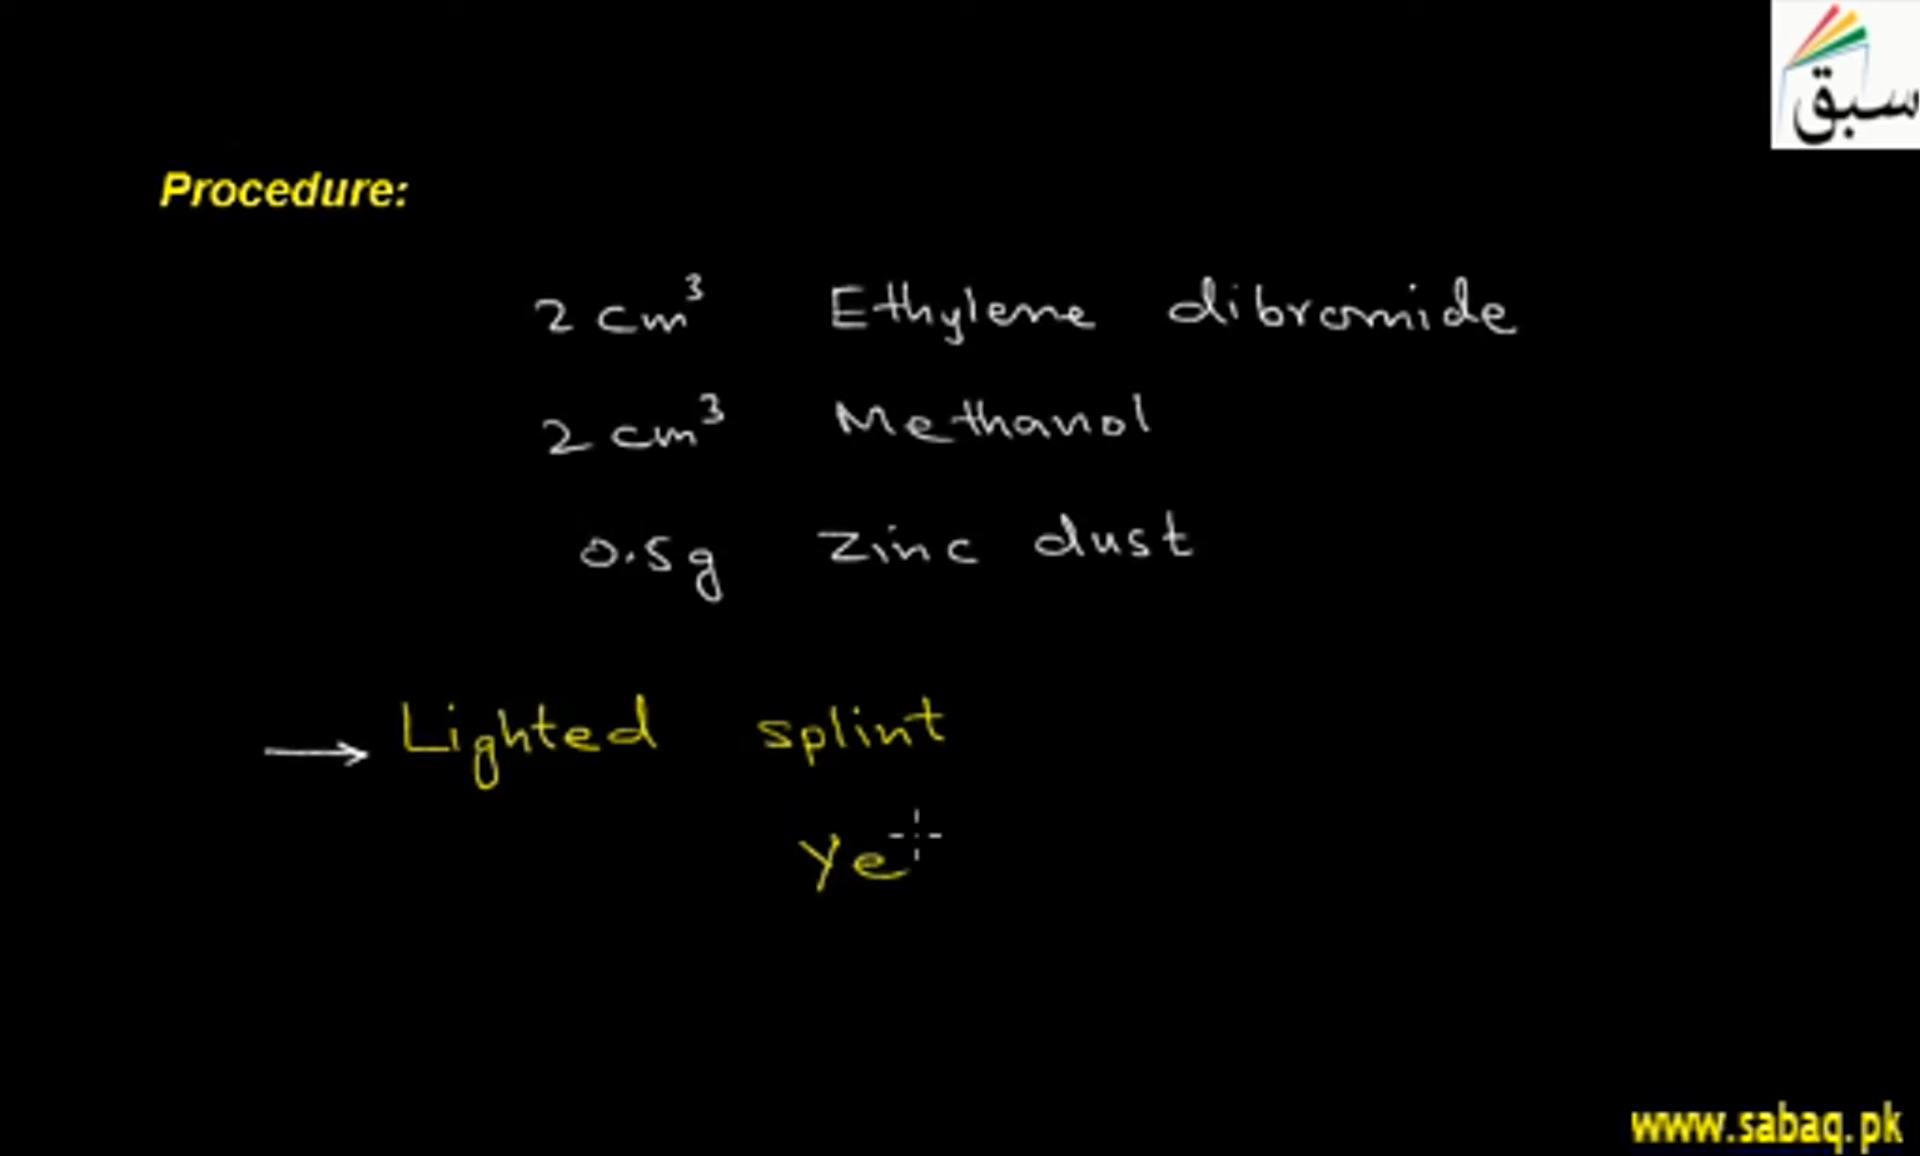 سبق
Procedure:
2 cm³ Ethylene dibromide
2 cm³ Methanol
0.5g Zinc dust
→ Lighted splint
Ye
www.sabaq.pk